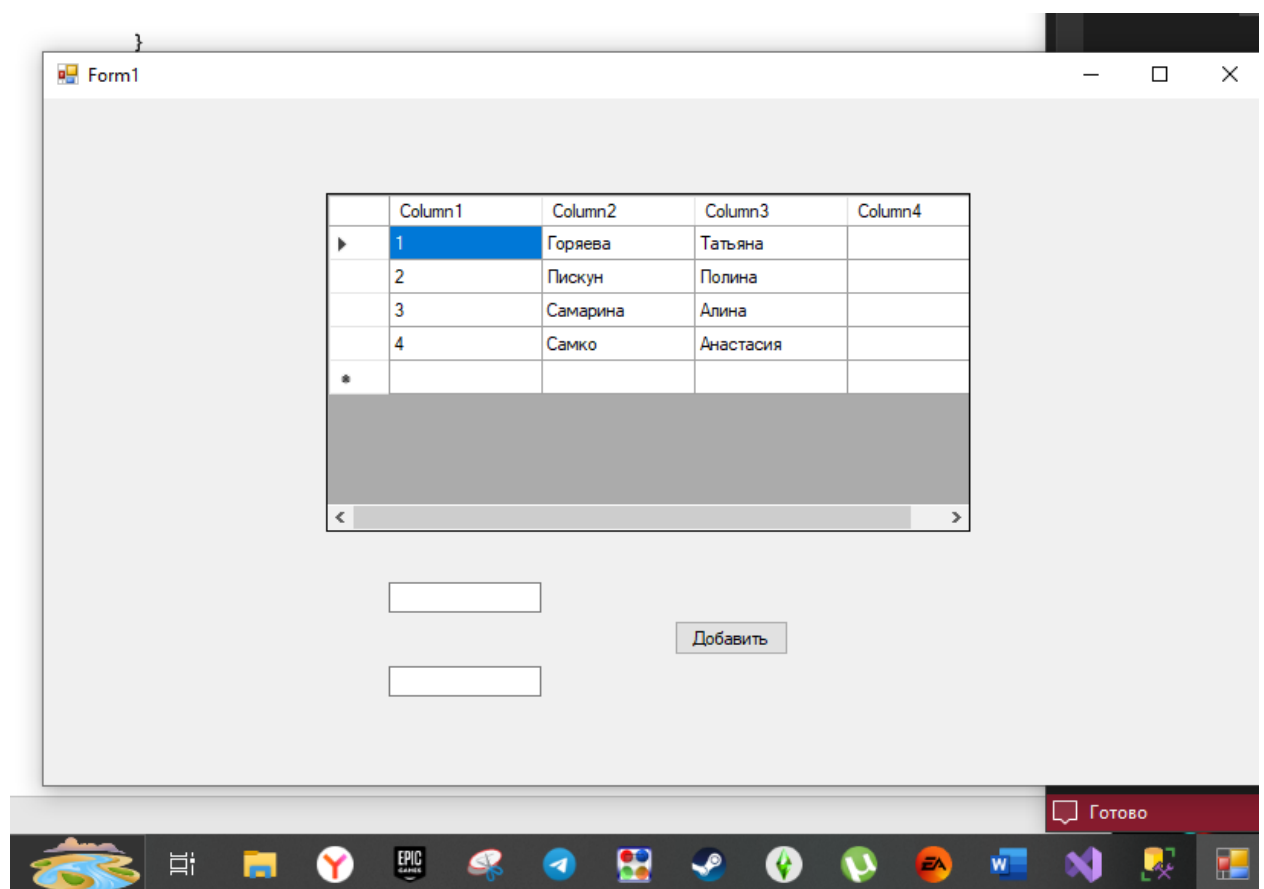 }
Form1
Column1 Column2 Column3 Column4
1 Горяева Татьяна
2 Пискун Полина
3 Самарина Алина
4 Самко Анастасия
Добавить
Готово
EPIC
GAMES
EA
W